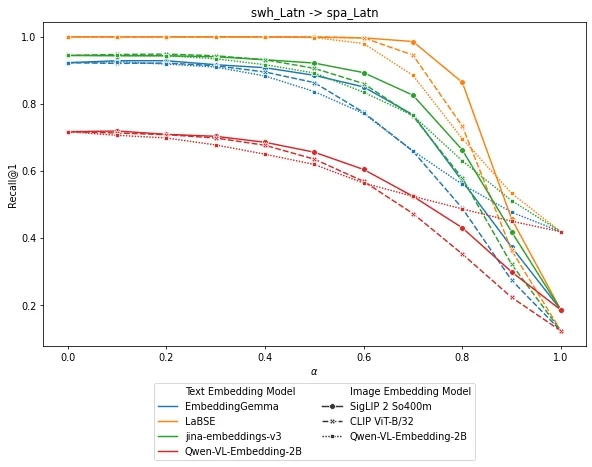 swh_Latn -> spa_Latn
1.0
0.8
0.6
0.4
0.2
Recall@1
0.0 0.2 0.4 0.6 0.8 1.0
α
Text Embedding Model Image Embedding Model
EmbeddingGemma SigLIP 2 So400m
LaBSE CLIP ViT-B/32
jina-embeddings-v3 Qwen-VL-Embedding-2B
Qwen-VL-Embedding-2B